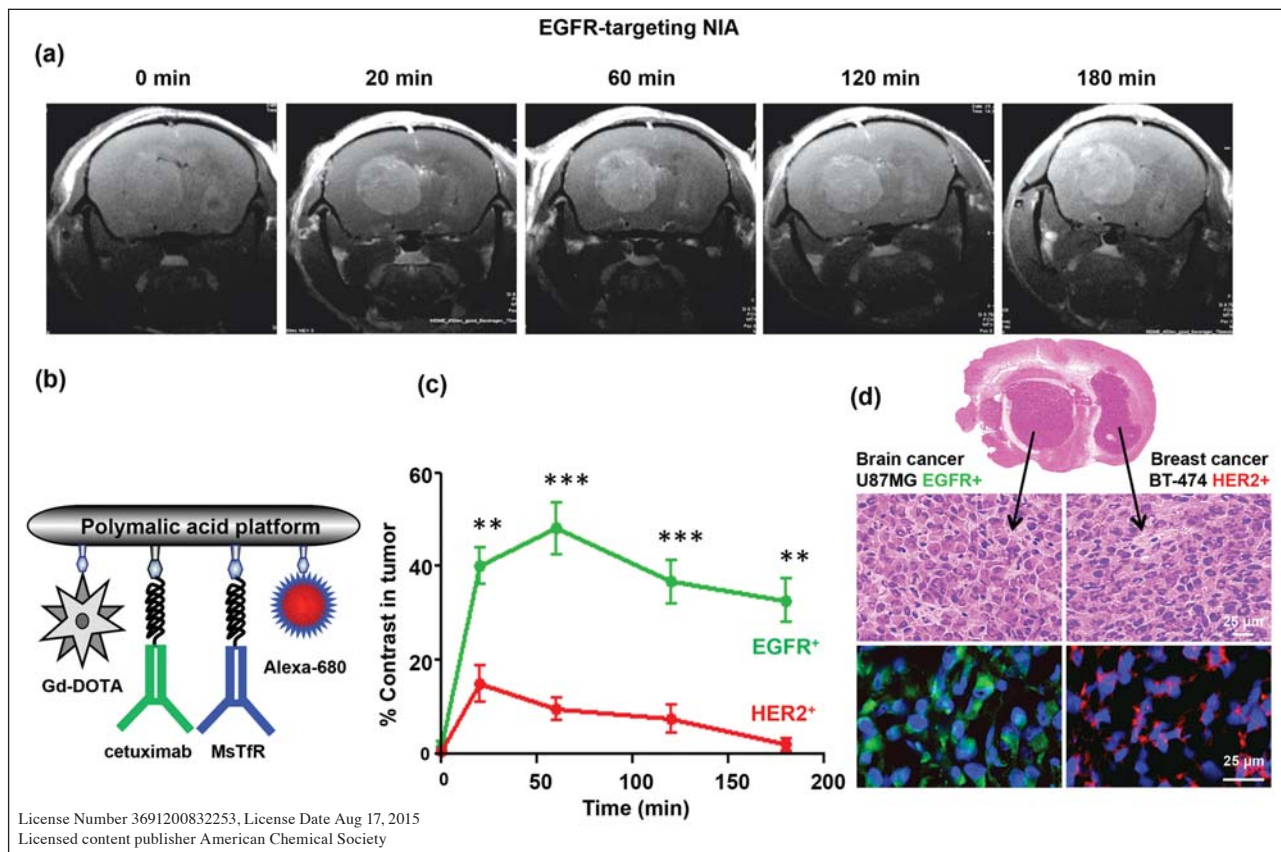 EGFR-targeting NIA
(a)
0 min
20 min
60 min
120 min
180 min
(b)
Polymalic acid platform
Gd-DOTA
cetuximab
MsTfR
Alexa-680
(c)
% Contrast in tumor
60
40
20
0
0
50
100
150
200
Time (min)
**
***
***
**
EGFR+
HER2+
(d)
Brain cancer
U87MG EGFR+
Breast cancer
BT-474 HER2+
25 µm
25 µm
License Number 3691200832253, License Date Aug 17, 2015
Licensed content publisher American Chemical Society